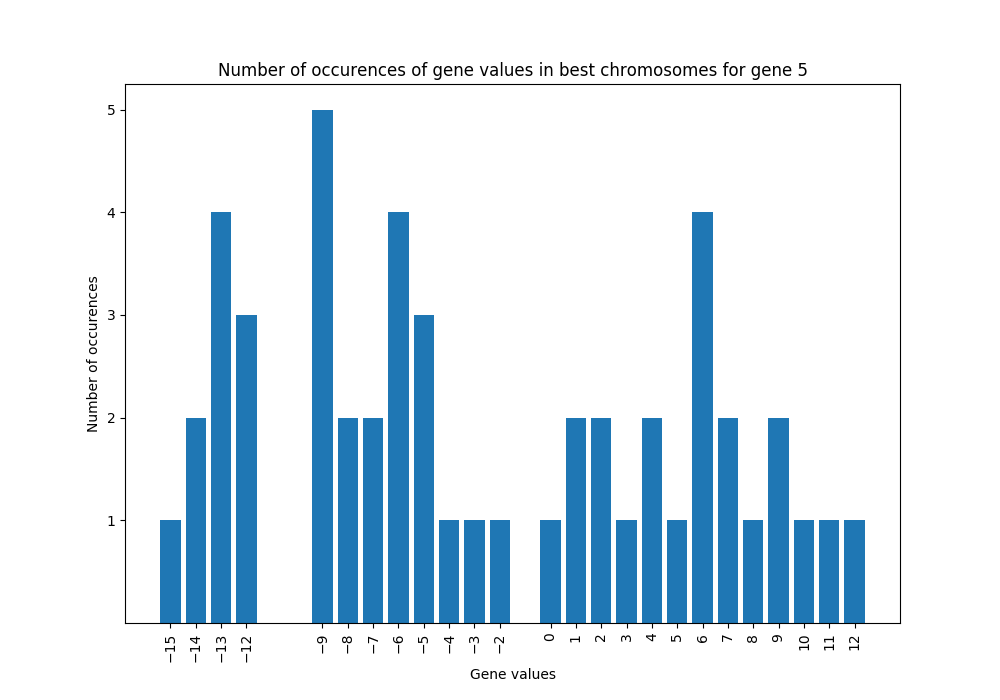 Number of occurences of gene values in best chromosomes for gene 5
Number of occurences
5
4
3
2
1
−15 −14 −13 −12 −9 −8 −7 −6 −5 −4 −3 −2 0 1 2 3 4 5 6 7 8 9 10 11 12
Gene values